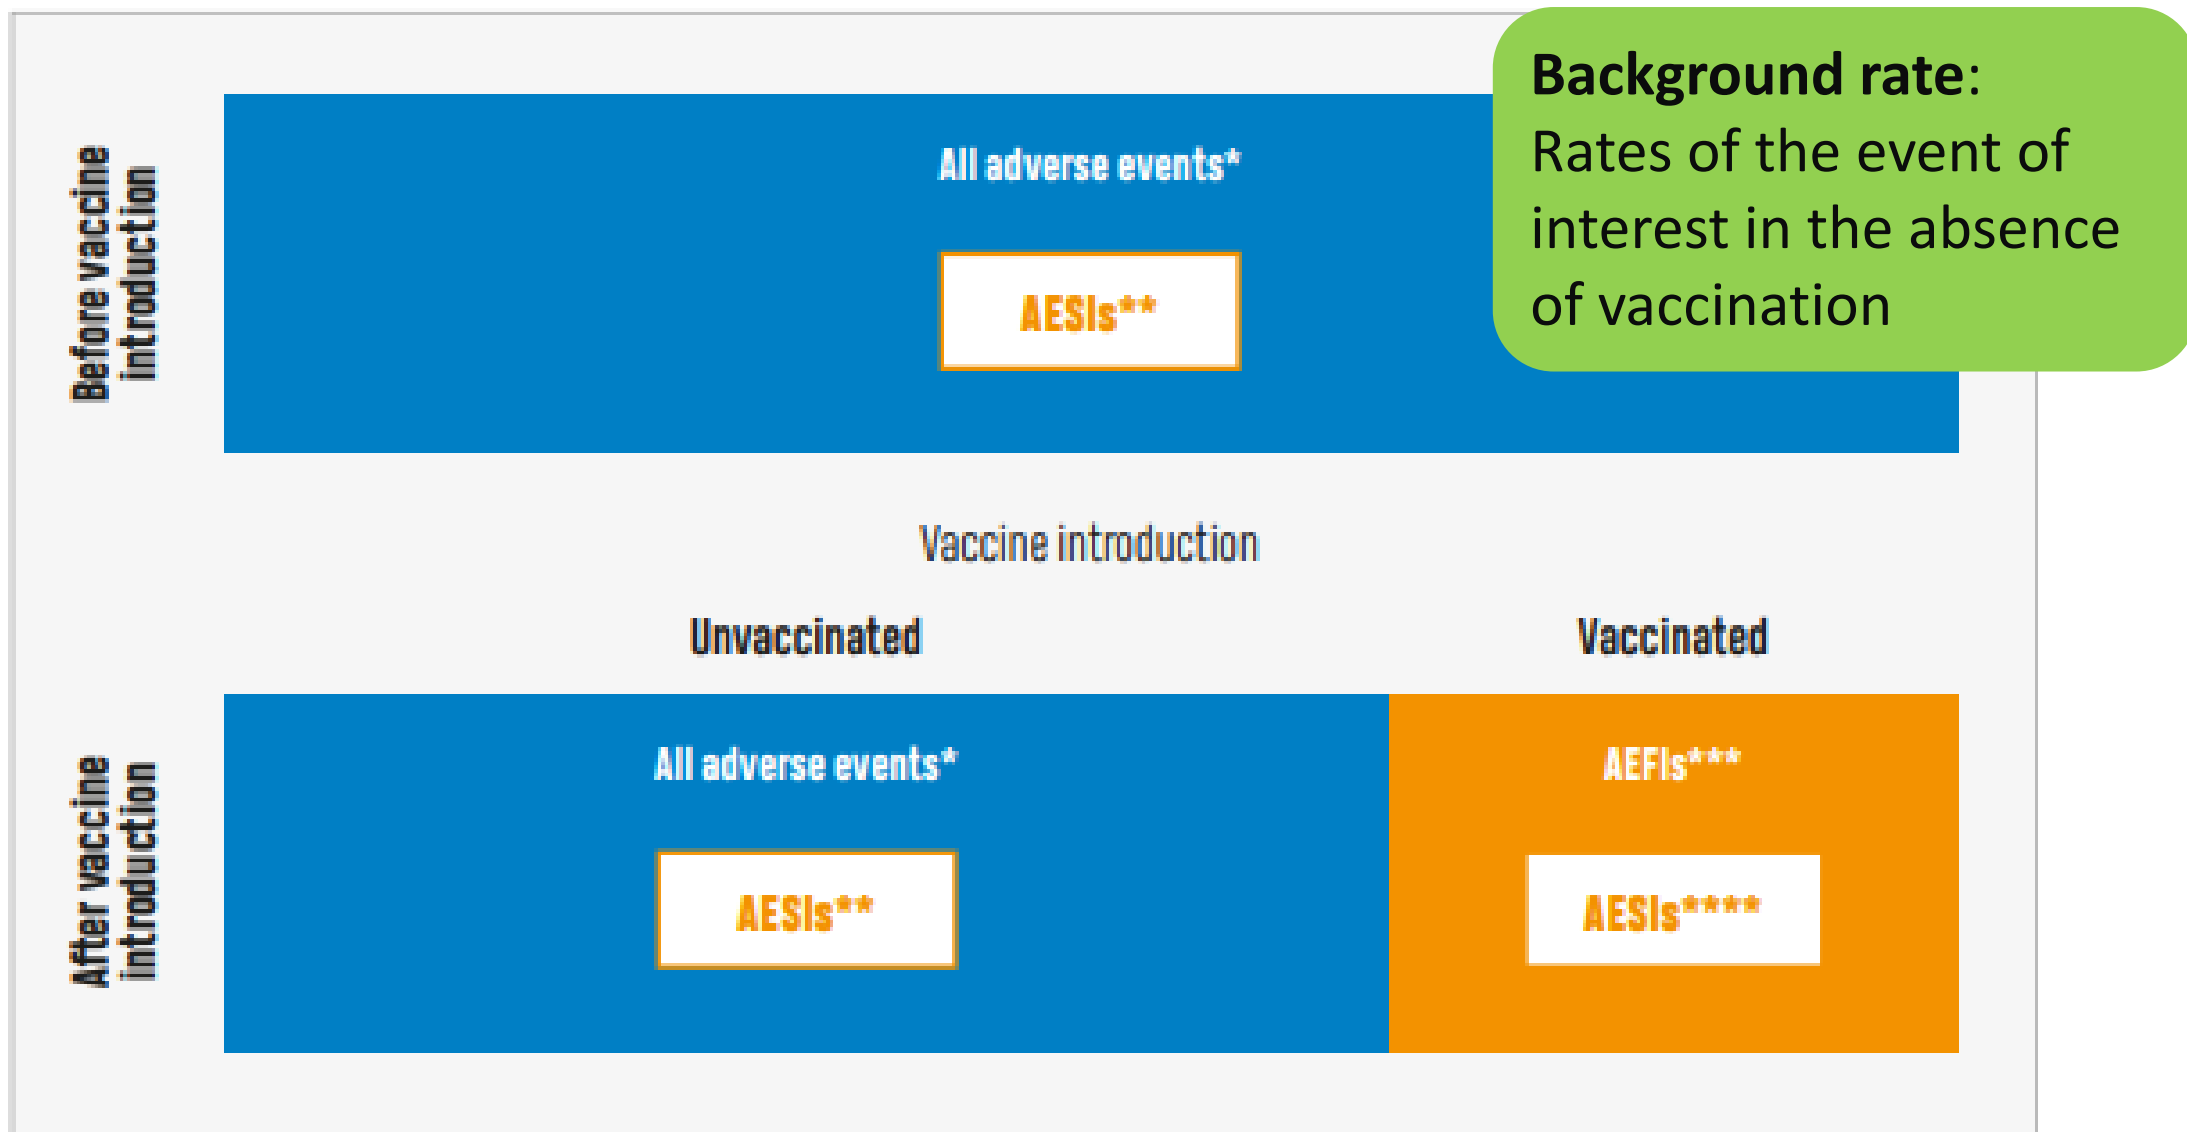 Background rate:
Rates of the event of
interest in the absence
of vaccination
Before vaccine
introduction
All adverse events*
AESIs**
Vaccine introduction
Unvaccinated
Vaccinated
After vaccine
introduction
All adverse events*
AESIs**
AEFIs***
AESIs****